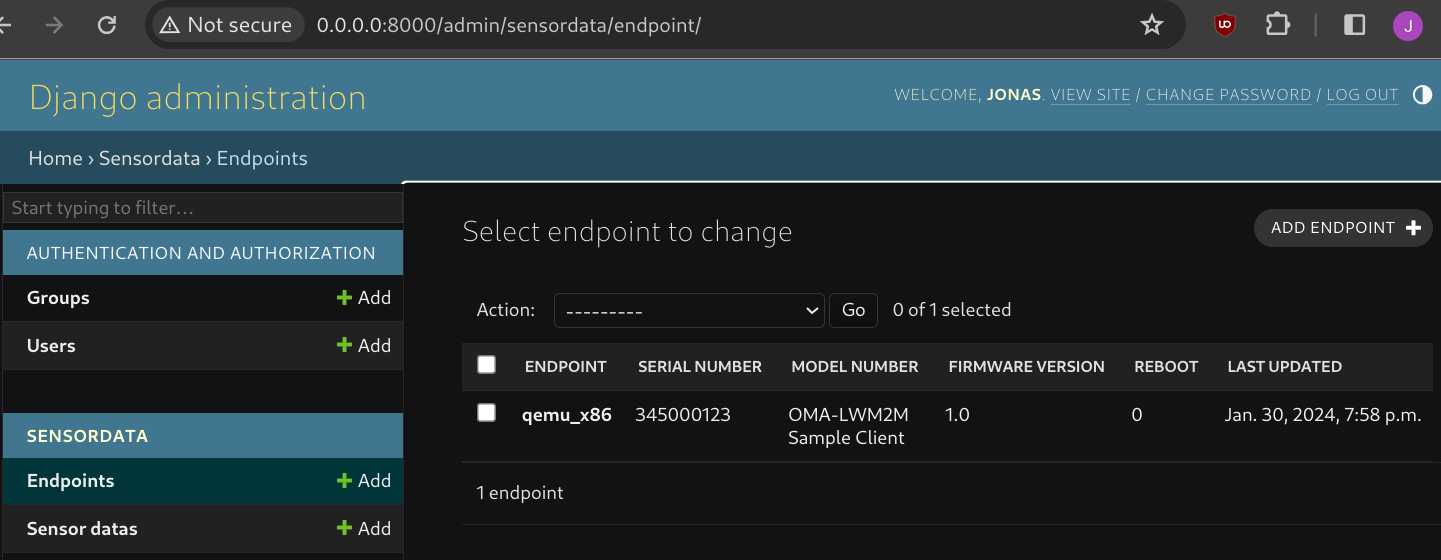 Not secure 0.0.0.0:8000/admin/sensordata/endpoint/ UO J
Django administration
WELCOME, JONAS. VIEW SITE / CHANGE PASSWORD / LOG OUT
Home › Sensordata › Endpoints
Start typing to filter…
AUTHENTICATION AND AUTHORIZATION
Groups + Add
Users + Add
SENSORDATA
Endpoints + Add
Sensor datas + Add
Select endpoint to change
ADD ENDPOINT +
Action: --------- Go 0 of 1 selected
ENDPOINT SERIAL NUMBER MODEL NUMBER FIRMWARE VERSION REBOOT LAST UPDATED
qemu_x86 345000123 OMA-LWM2M 1.0 0 Jan. 30, 2024, 7:58 p.m.
Sample Client
1 endpoint